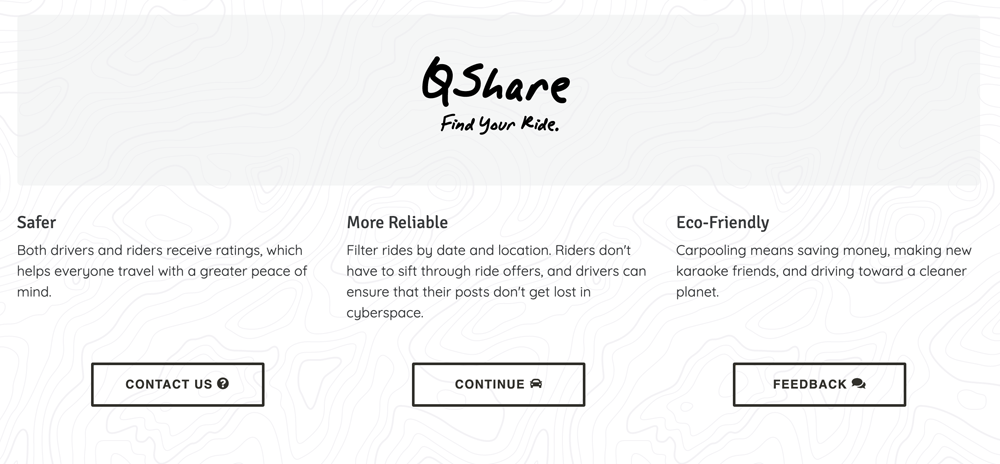 QShare
Find Your Ride.
Safer
Both drivers and riders receive ratings, which
helps everyone travel with a greater peace of
mind.
More Reliable
Filter rides by date and location. Riders don't
have to sift through ride offers, and drivers can
ensure that their posts don't get lost in
cyberspace.
Eco-Friendly
Carpooling means saving money, making new
karaoke friends, and driving toward a cleaner
planet.
CONTACT US
CONTINUE
FEEDBACK